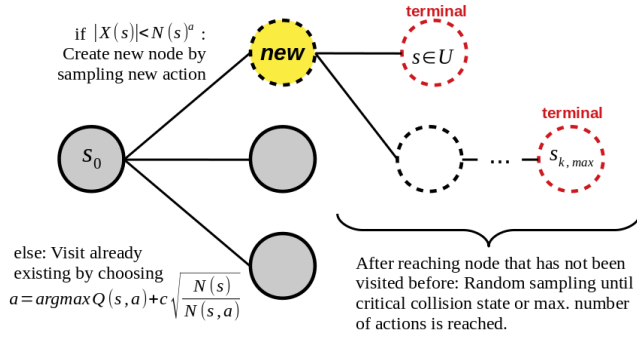 if |X(s)|<N(s)^a :
Create new node by
sampling new action
new
terminal
s∈U
s_0
terminal
...
s_{k,max}
else: Visit already
existing by choosing
a=argmax Q(s,a)+c√(N(s)/N(s,a))
After reaching node that has not been
visited before: Random sampling until
critical collision state or max. number
of actions is reached.